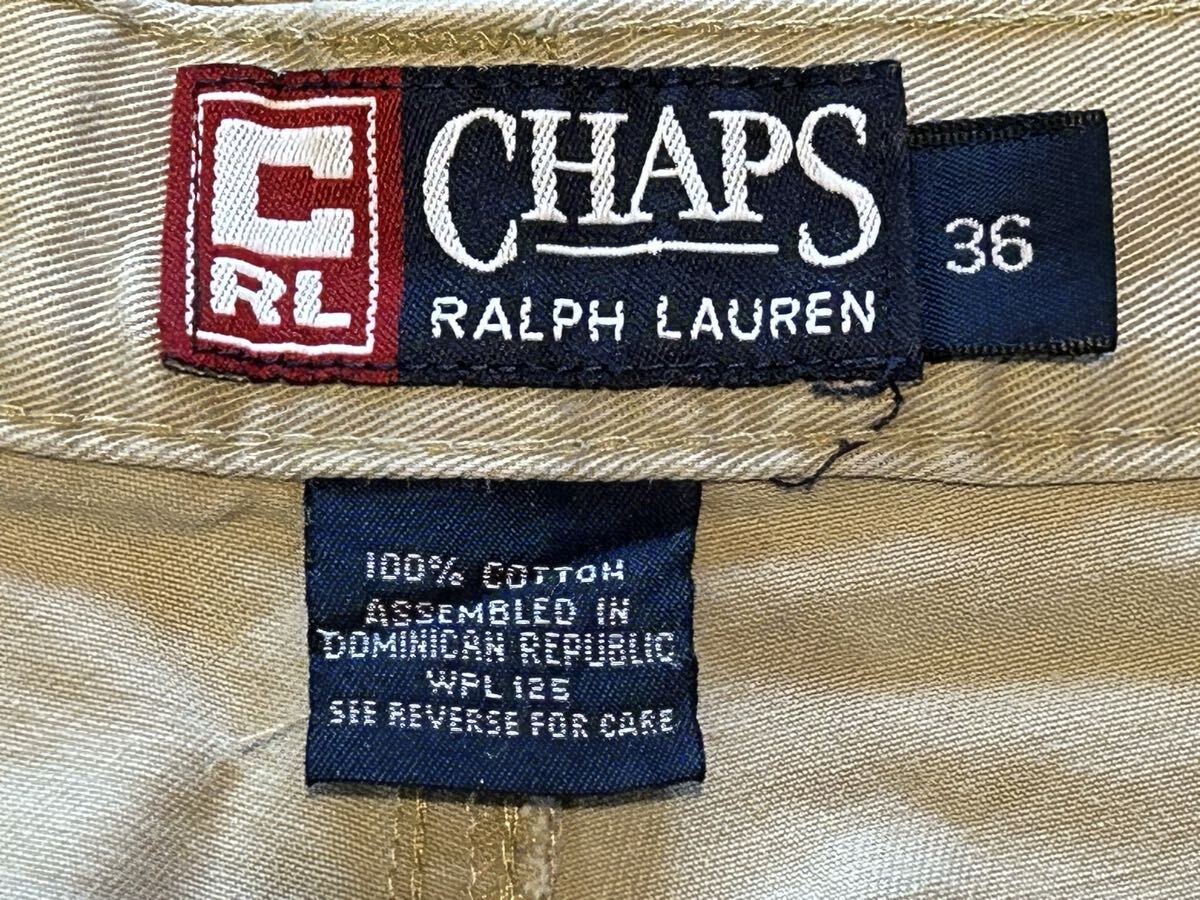 C
RL
CHAPS
RALPH LAUREN
36
100% COTTON
ASSEMBLED IN
DOMINICAN REPUBLIC
WPL 125
SEE REVERSE FOR CARE